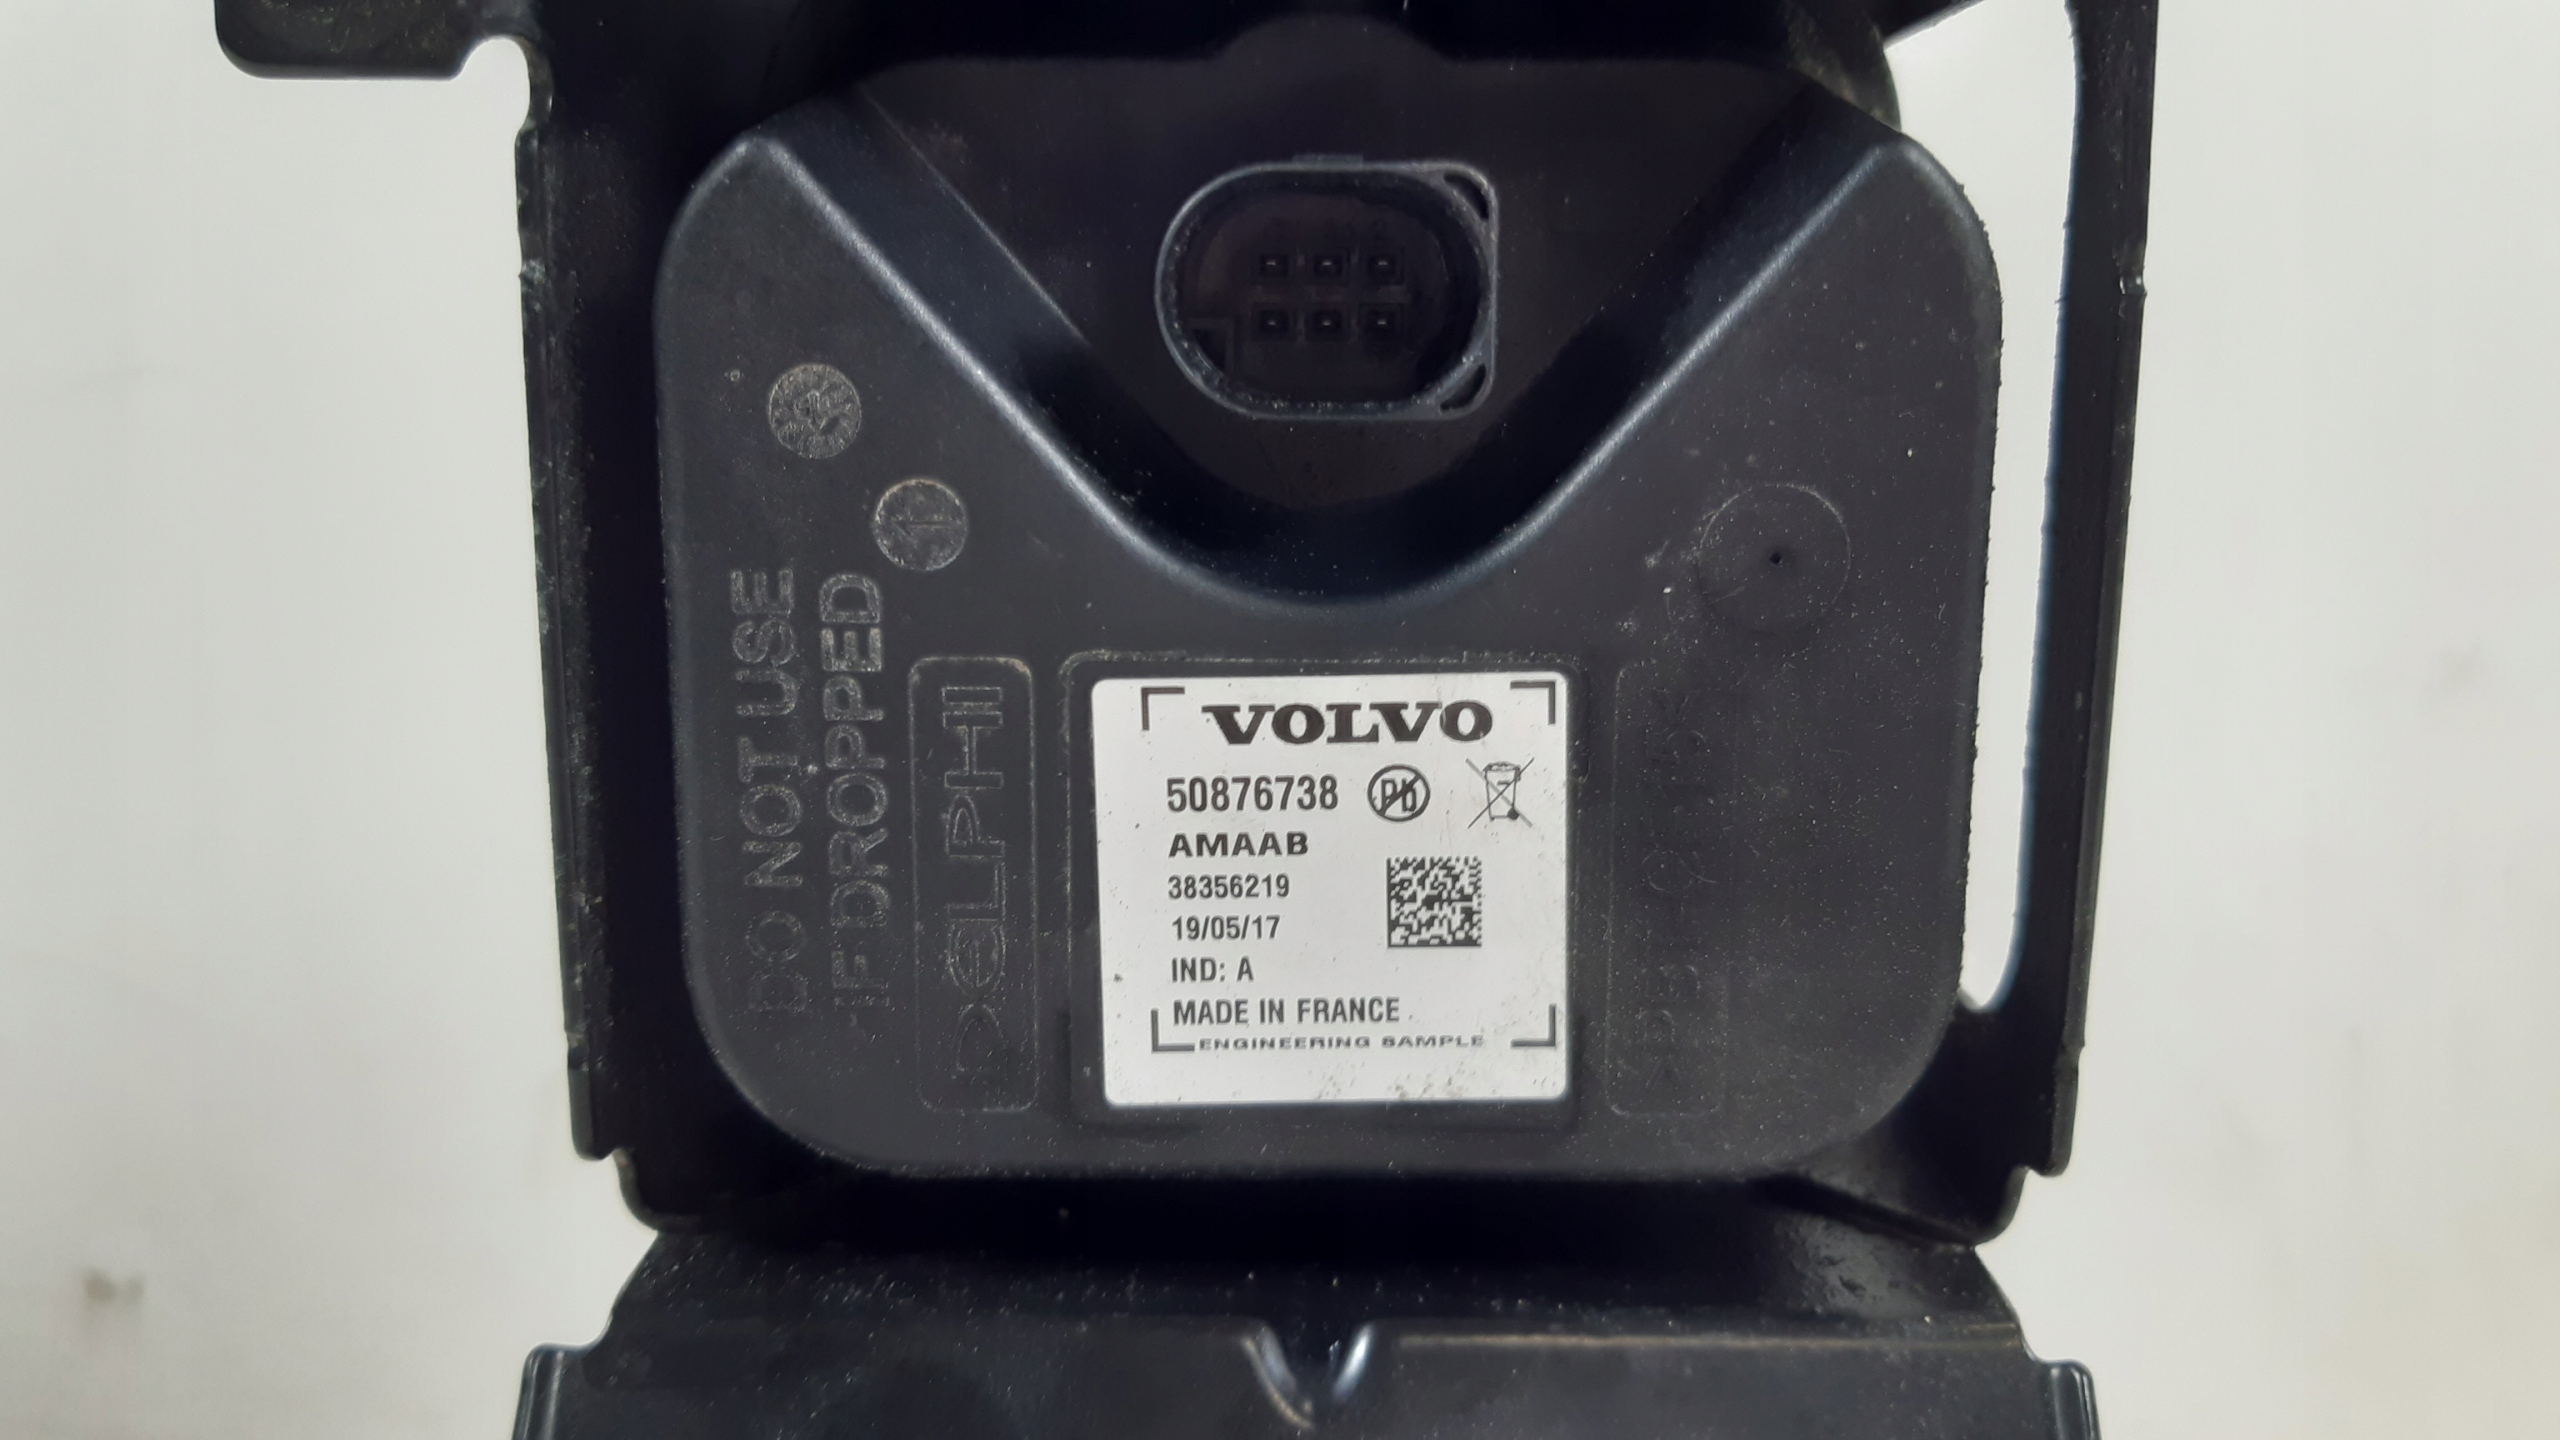 DO NOT USE
IF DROPPED
DELPHI
VOLVO
50876738 Pb
AMAAB
38356219
19/05/17
IND: A
MADE IN FRANCE
ENGINEERING SAMPLE